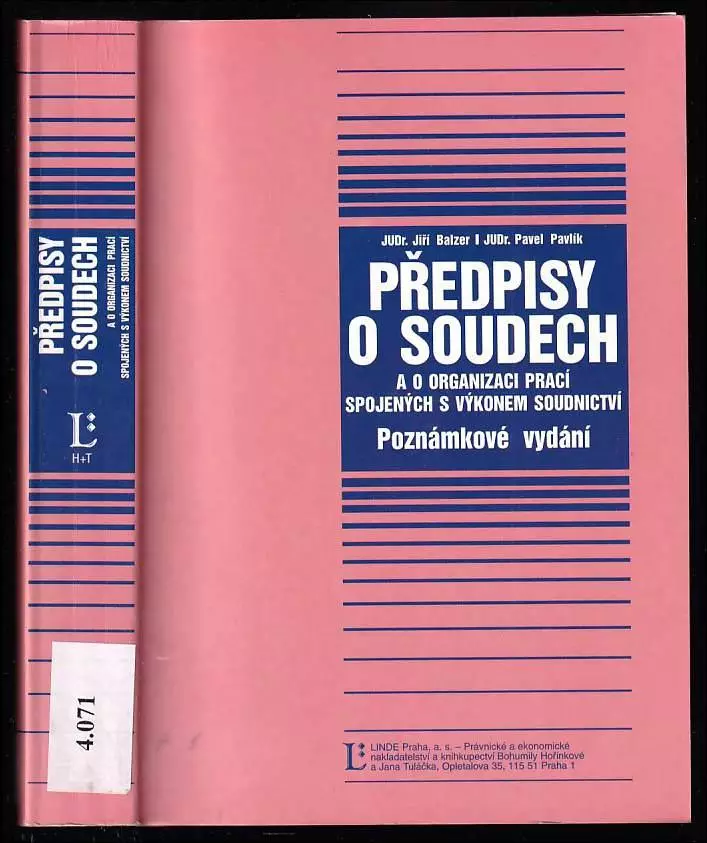 PŘEDPISY
O SOUDECH
A O ORGANIZACI PRACÍ
SPOJENÝCH S VÝKONEM SOUDNICTVÍ
L
H+T
4.071
JUDr. Jiří Balzer | JUDr. Pavel Pavlík
PŘEDPISY
O SOUDECH
A O ORGANIZACI PRACÍ
SPOJENÝCH S VÝKONEM SOUDNICTVÍ
Poznámkové vydání
L
LINDE Praha, a. s. – Právnické a ekonomické
nakladatelství a knihkupectví Bohumily Hořínkové
a Jana Tuláčka, Opletalova 35, 115 51 Praha 1